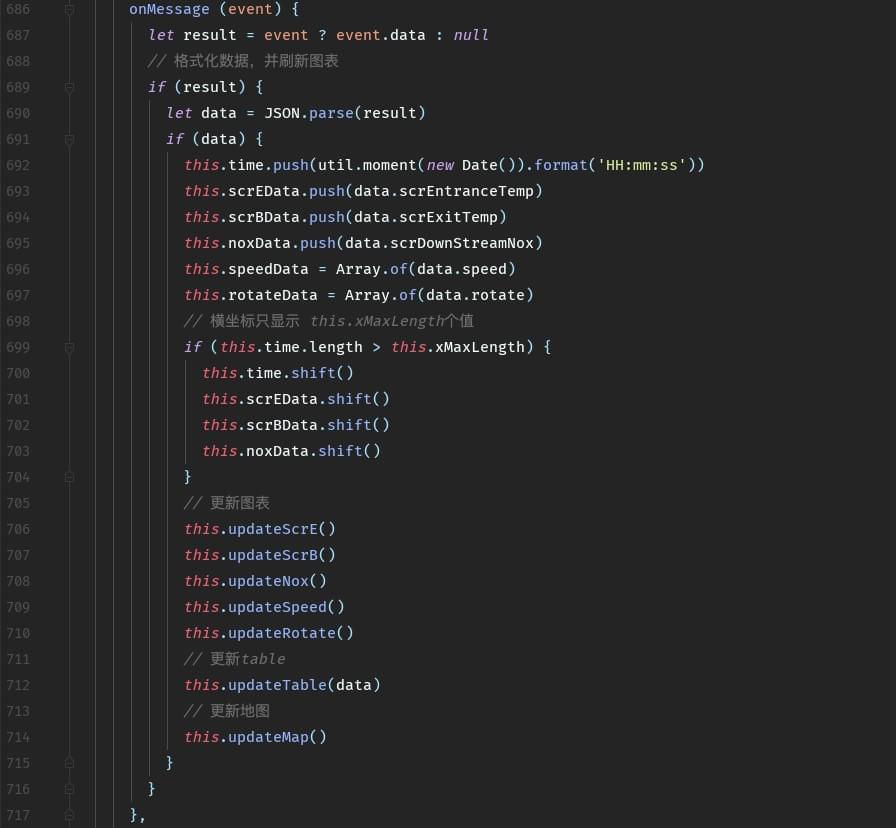 686 onMessage (event) {
687 let result = event ? event.data : null
688 // 格式化数据，并刷新图表
689 if (result) {
690 let data = JSON.parse(result)
691 if (data) {
692 this.time.push(util.moment(new Date()).format('HH:mm:ss'))
693 this.scrEData.push(data.scrEntranceTemp)
694 this.scrBData.push(data.scrExitTemp)
695 this.noxData.push(data.scrDownStreamNox)
696 this.speedData = Array.of(data.speed)
697 this.rotateData = Array.of(data.rotate)
698 // 横坐标只显示 this.xMaxLength个值
699 if (this.time.length > this.xMaxLength) {
700 this.time.shift()
701 this.scrEData.shift()
702 this.scrBData.shift()
703 this.noxData.shift()
704 }
705 // 更新图表
706 this.updateScrE()
707 this.updateScrB()
708 this.updateNox()
709 this.updateSpeed()
710 this.updateRotate()
711 // 更新table
712 this.updateTable(data)
713 // 更新地图
714 this.updateMap()
715 }
716 }
717 },